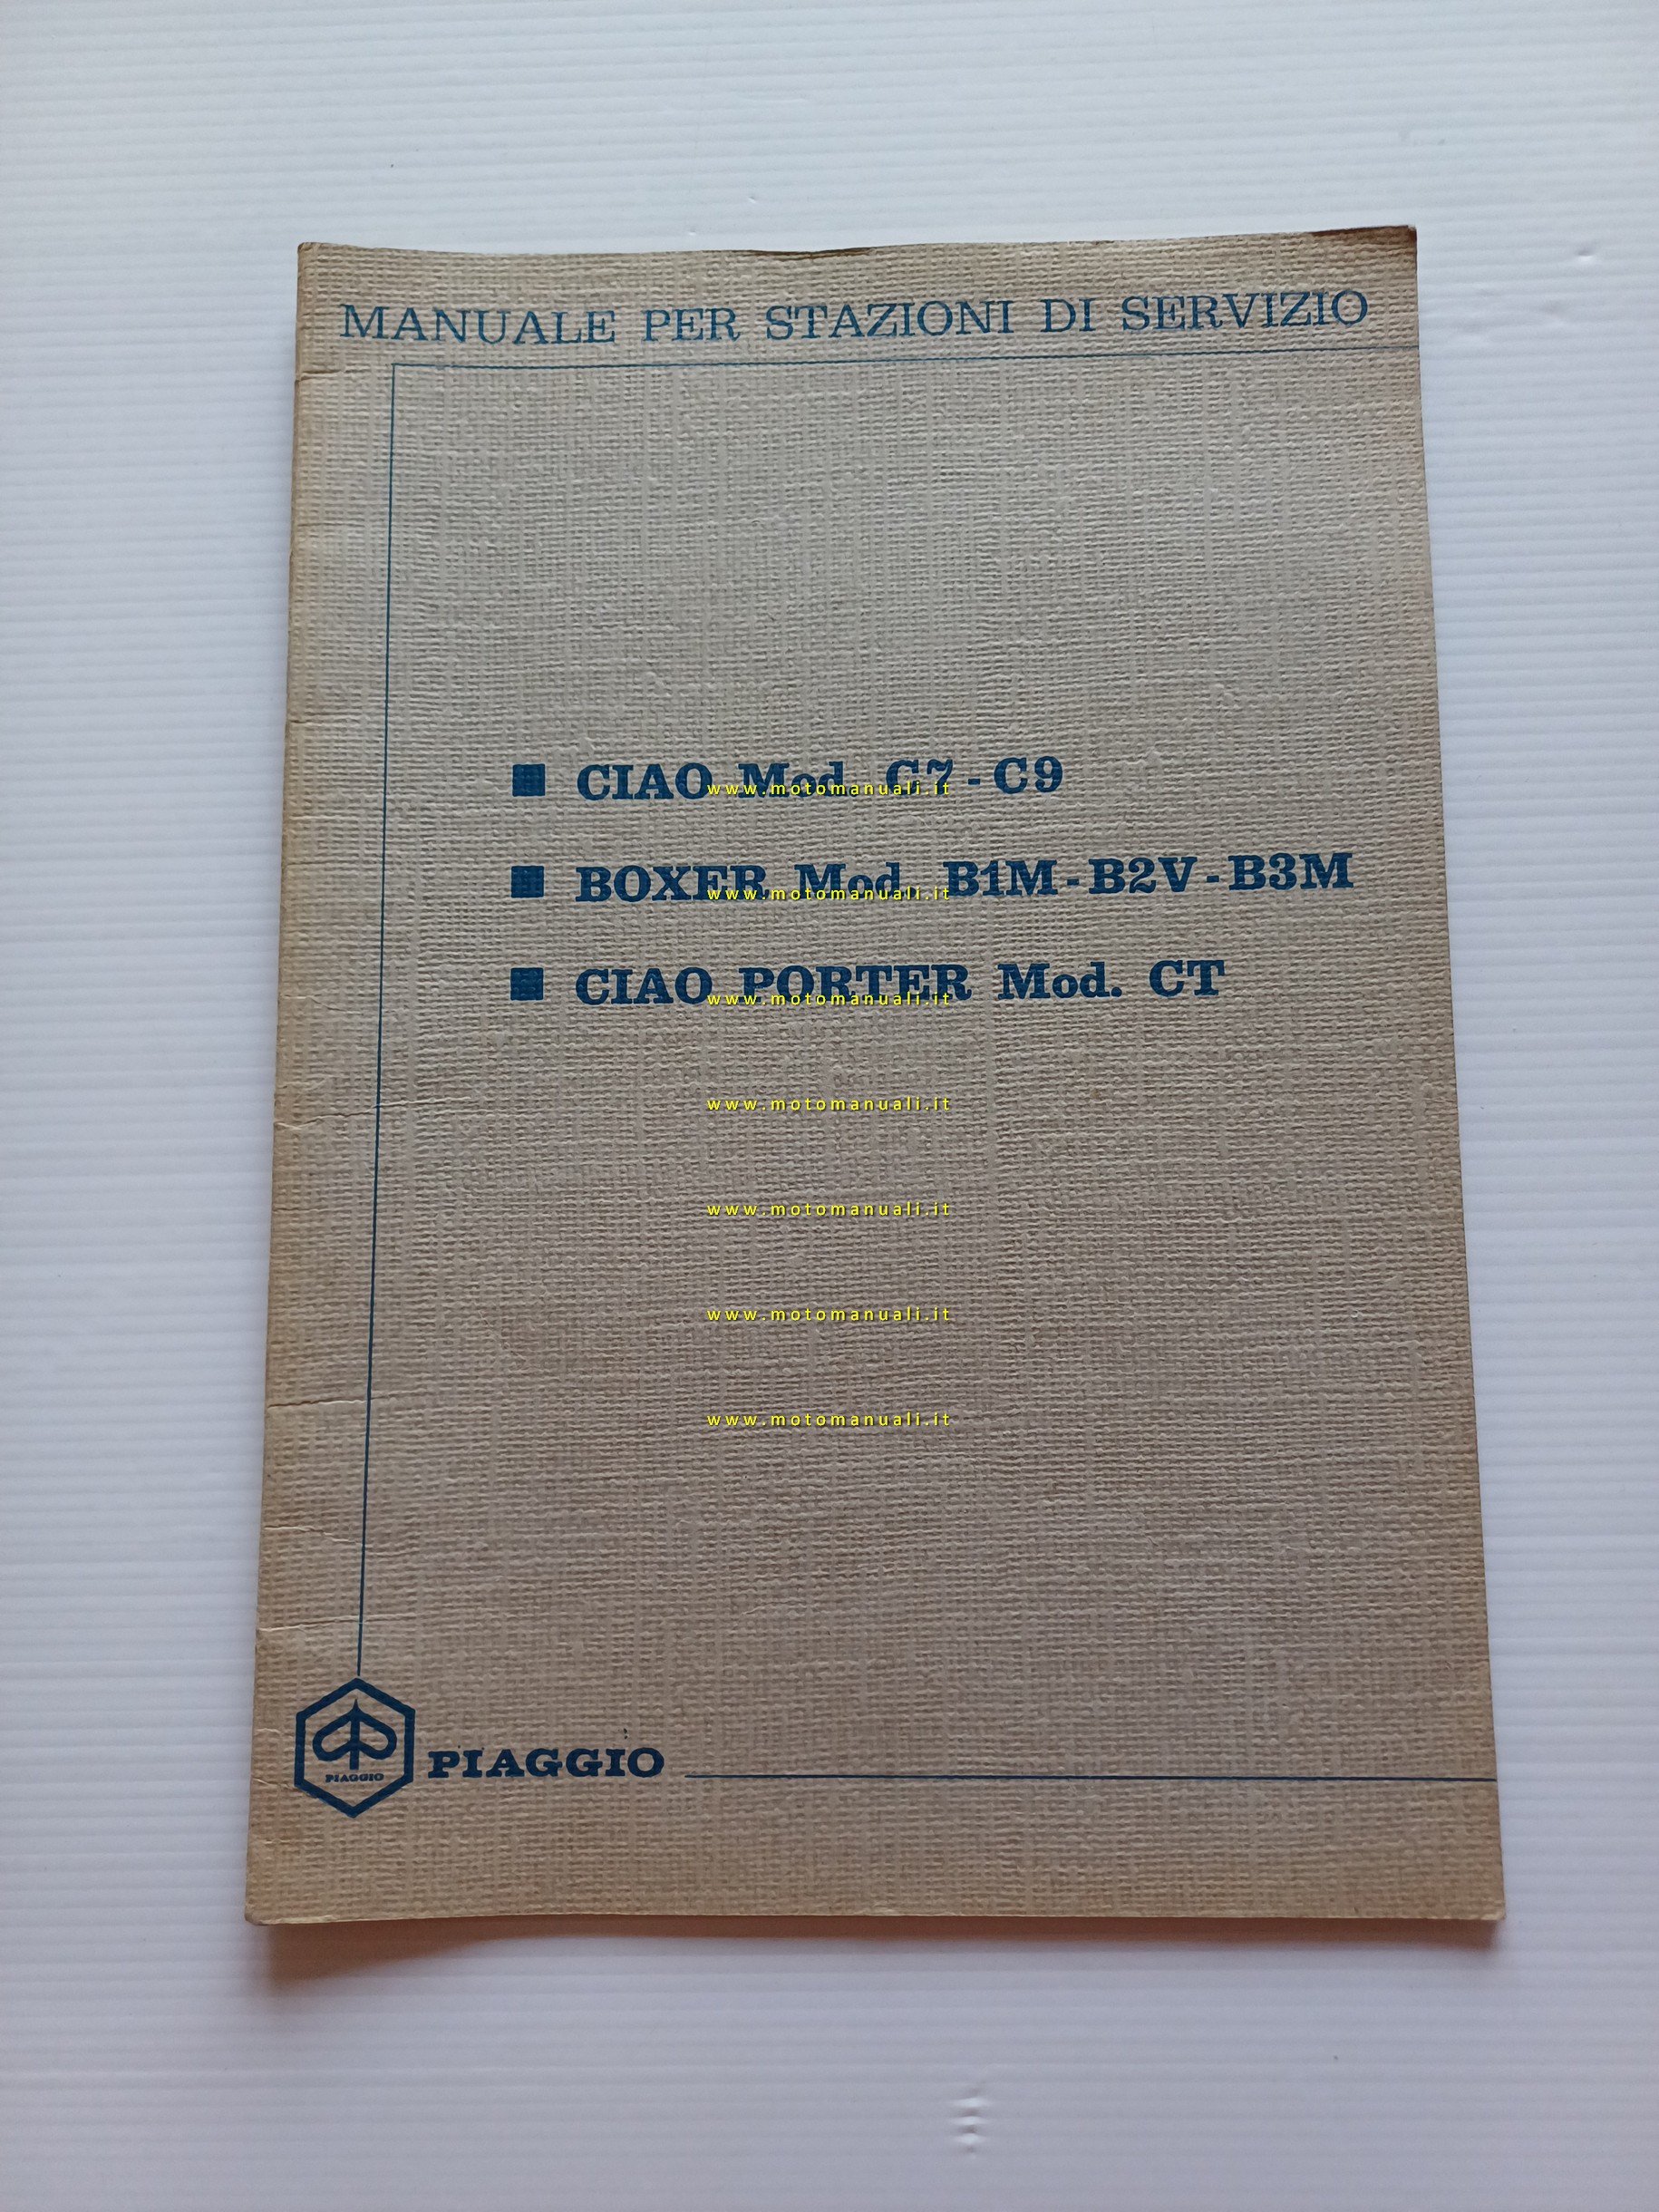 MANUALE PER STAZIONI DI SERVIZIO
■ CIAO Mod. C7 - C9
www.motomanuali.it
■ BOXER Mod. B1M - B2V - B3M
www.motomanuali.it
■ CIAO PORTER Mod. CT
www.motomanuali.it
www.motomanuali.it
www.motomanuali.it
www.motomanuali.it
www.motomanuali.it
PIAGGIO
PIAGGIO